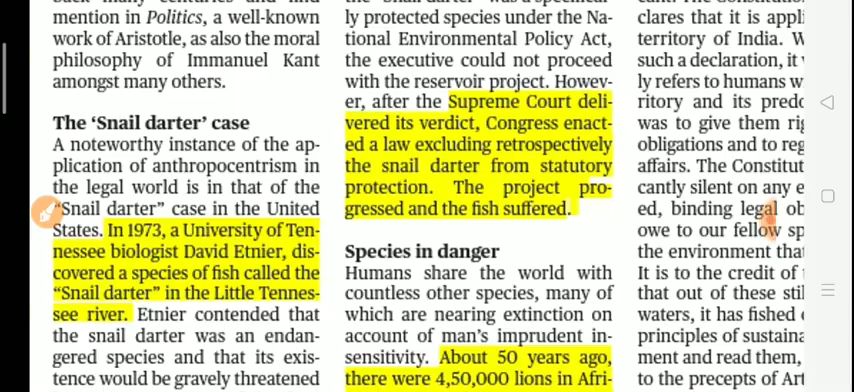 mention in Politics, a well-known
work of Aristotle, as also the moral
philosophy of Immanuel Kant
amongst many others.
The ‘Snail darter’ case
A noteworthy instance of the ap-
plication of anthropocentrism in
the legal world is in that of the
“Snail darter” case in the United
States. In 1973, a University of Ten-
nessee biologist David Etnier, dis-
covered a species of fish called the
“Snail darter” in the Little Tennes-
see river. Etnier contended that
the snail darter was an endan-
gered species and that its exis-
tence would be gravely threatened
ly protected species under the Na-
tional Environmental Policy Act,
the executive could not proceed
with the reservoir project. Howev-
er, after the Supreme Court deli-
vered its verdict, Congress enact-
ed a law excluding retrospectively
the snail darter from statutory
protection. The project pro-
gressed and the fish suffered.
Species in danger
Humans share the world with
countless other species, many of
which are nearing extinction on
account of man’s imprudent in-
sensitivity. About 50 years ago,
there were 4,50,000 lions in Afri-
clares that it is appli
territory of India. W
such a declaration, it
ly refers to humans w
ritory and its pred
was to give them rig
obligations and to reg
affairs. The Constitut
cantly silent on any e
ed, binding legal ob
owe to our fellow sp
the environment tha
It is to the credit of
that out of these stil
waters, it has fished
principles of sustaina
ment and read them,
to the precepts of Art